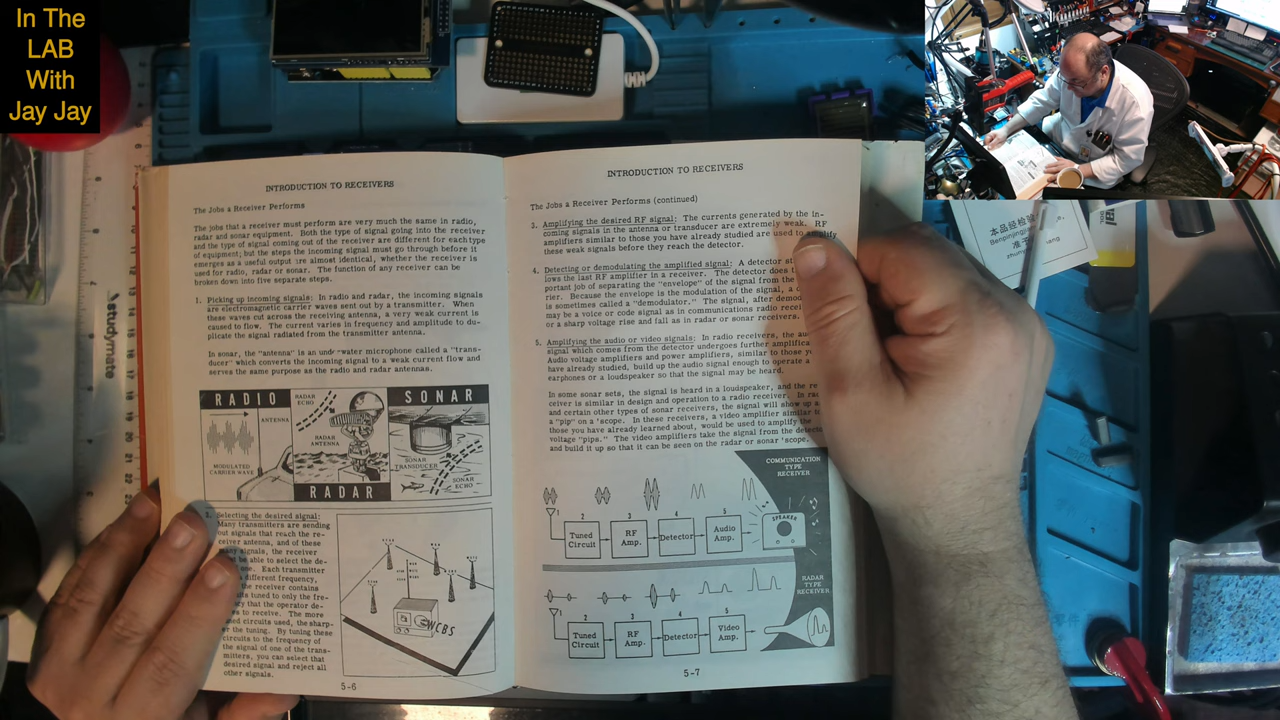 In The
LAB
With
Jay Jay
INTRODUCTION TO RECEIVERS
The Jobs a Receiver Performs
The jobs that a receiver must perform are very much the same in radio,
radar and sonar equipment. Both the type of signal going into the receiver
and the type of signal coming out of the receiver are different for each type
of equipment; but the steps the incoming signal must go through before it
emerges as a useful output are almost identical, whether the receiver is
used for radio, radar or sonar. The function of any receiver can be
broken down into five separate steps.
1. Picking up incoming signals: In radio and radar, the incoming signals
are electromagnetic carrier waves sent out by a transmitter. When
these waves cut across the receiving antenna, a very weak current is
caused to flow. The current varies in frequency and amplitude to du-
plicate the signal radiated from the transmitter antenna.
In sonar, the "antenna" is an underwater microphone called a "trans-
ducer" which converts the incoming signal to a weak current flow and
serves the same purpose as the radio and radar antennas.
RADIO
ANTENNA
MODULATED
CARRIER WAVE
RADAR
ECHO
RADAR
ANTENNA
RADAR
SONAR
SONAR
TRANSDUCER
SONAR
ECHO
2. Selecting the desired signal:
Many transmitters are sending
out signals that reach the re-
ceiver antenna, and of these
many signals, the receiver
be able to select the de-
one. Each transmitter
different frequency,
the receiver contains
tuned to only the fre-
that the operator de-
to receive. The more
circuits used, the sharp-
the tuning. By tuning these
circuits to the frequency of
the signal of one of the trans-
mitters, you can select that
desired signal and reject all
other signals.
WCBS
5-6
INTRODUCTION TO RECEIVERS
The Jobs a Receiver Performs (continued)
3. Amplifying the desired RF signal: The currents generated by the in-
coming signals in the antenna or transducer are extremely weak. RF
amplifiers similar to those you have already studied are used to amplify
these weak signals before they reach the detector.
4. Detecting or demodulating the amplified signal: A detector
lows the last RF amplifier in a receiver. The detector does
portant job of separating the "envelope" of the signal from the
rier. Because the envelope is the modulation of the signal, a
is sometimes called a "demodulator." The signal, after
may be a voice or code signal as in communications radio
or a sharp voltage rise and fall as in radar or sonar receivers.
5. Amplifying the audio or video signals: In radio receivers, the
signal which comes from the detector undergoes further
Audio voltage amplifiers and power amplifiers, similar to those
have already studied, build up the audio signal enough to operate a
earphones or a loudspeaker so that the signal may be heard.
In some sonar sets, the signal is heard in a loudspeaker, and the re
ceiver is similar in design and operation to a radio receiver. In
and certain other types of sonar receivers, the signal will show up
a "pip" on a 'scope. In these receivers, a video amplifier similar
those you have already learned about, would be used to amplify the
voltage "pips." The video amplifiers take the signal from the
and build it up so that it can be seen on the radar or sonar 'scope.
COMMUNICATION
TYPE
RECEIVER
1
2
3
4
5
Tuned
Circuit
RF
Amp.
Detector
Audio
Amp.
SPEAKER
RADAR
TYPE
RECEIVER
1
2
3
4
5
Tuned
Circuit
RF
Amp.
Detector
Video
Amp.
5-7
studymate
本品经检验